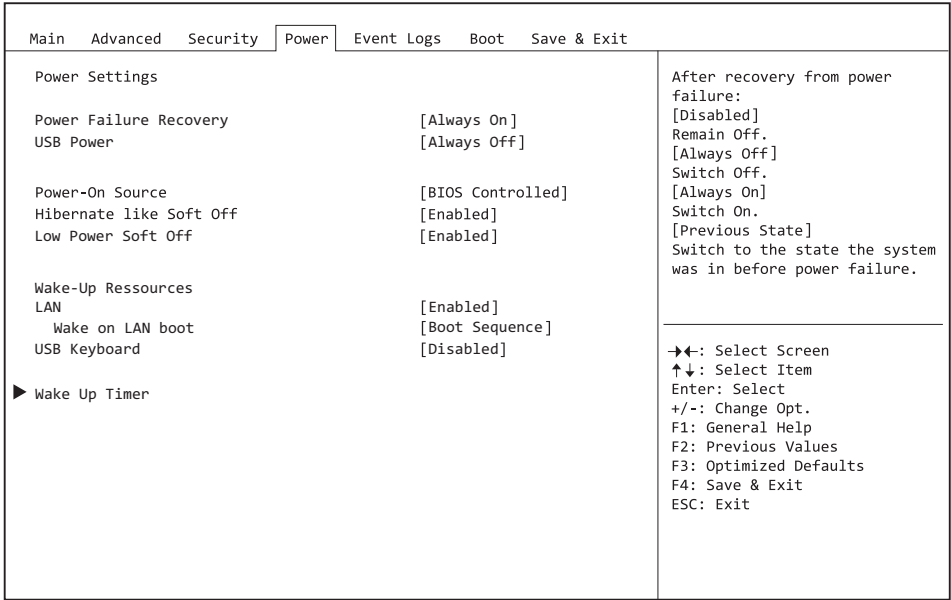 Main Advanced Security Power Event Logs Boot Save & Exit
Power Settings
Power Failure Recovery [Always On]
USB Power [Always Off]
Power-On Source [BIOS Controlled]
Hibernate like Soft Off [Enabled]
Low Power Soft Off [Enabled]
Wake-Up Ressources
LAN [Enabled]
Wake on LAN boot [Boot Sequence]
USB Keyboard [Disabled]
▶ Wake Up Timer
After recovery from power
failure:
[Disabled]
Remain Off.
[Always Off]
Switch Off.
[Always On]
Switch On.
[Previous State]
Switch to the state the system
was in before power failure.
→←: Select Screen
↑↓: Select Item
Enter: Select
+/-: Change Opt.
F1: General Help
F2: Previous Values
F3: Optimized Defaults
F4: Save & Exit
ESC: Exit